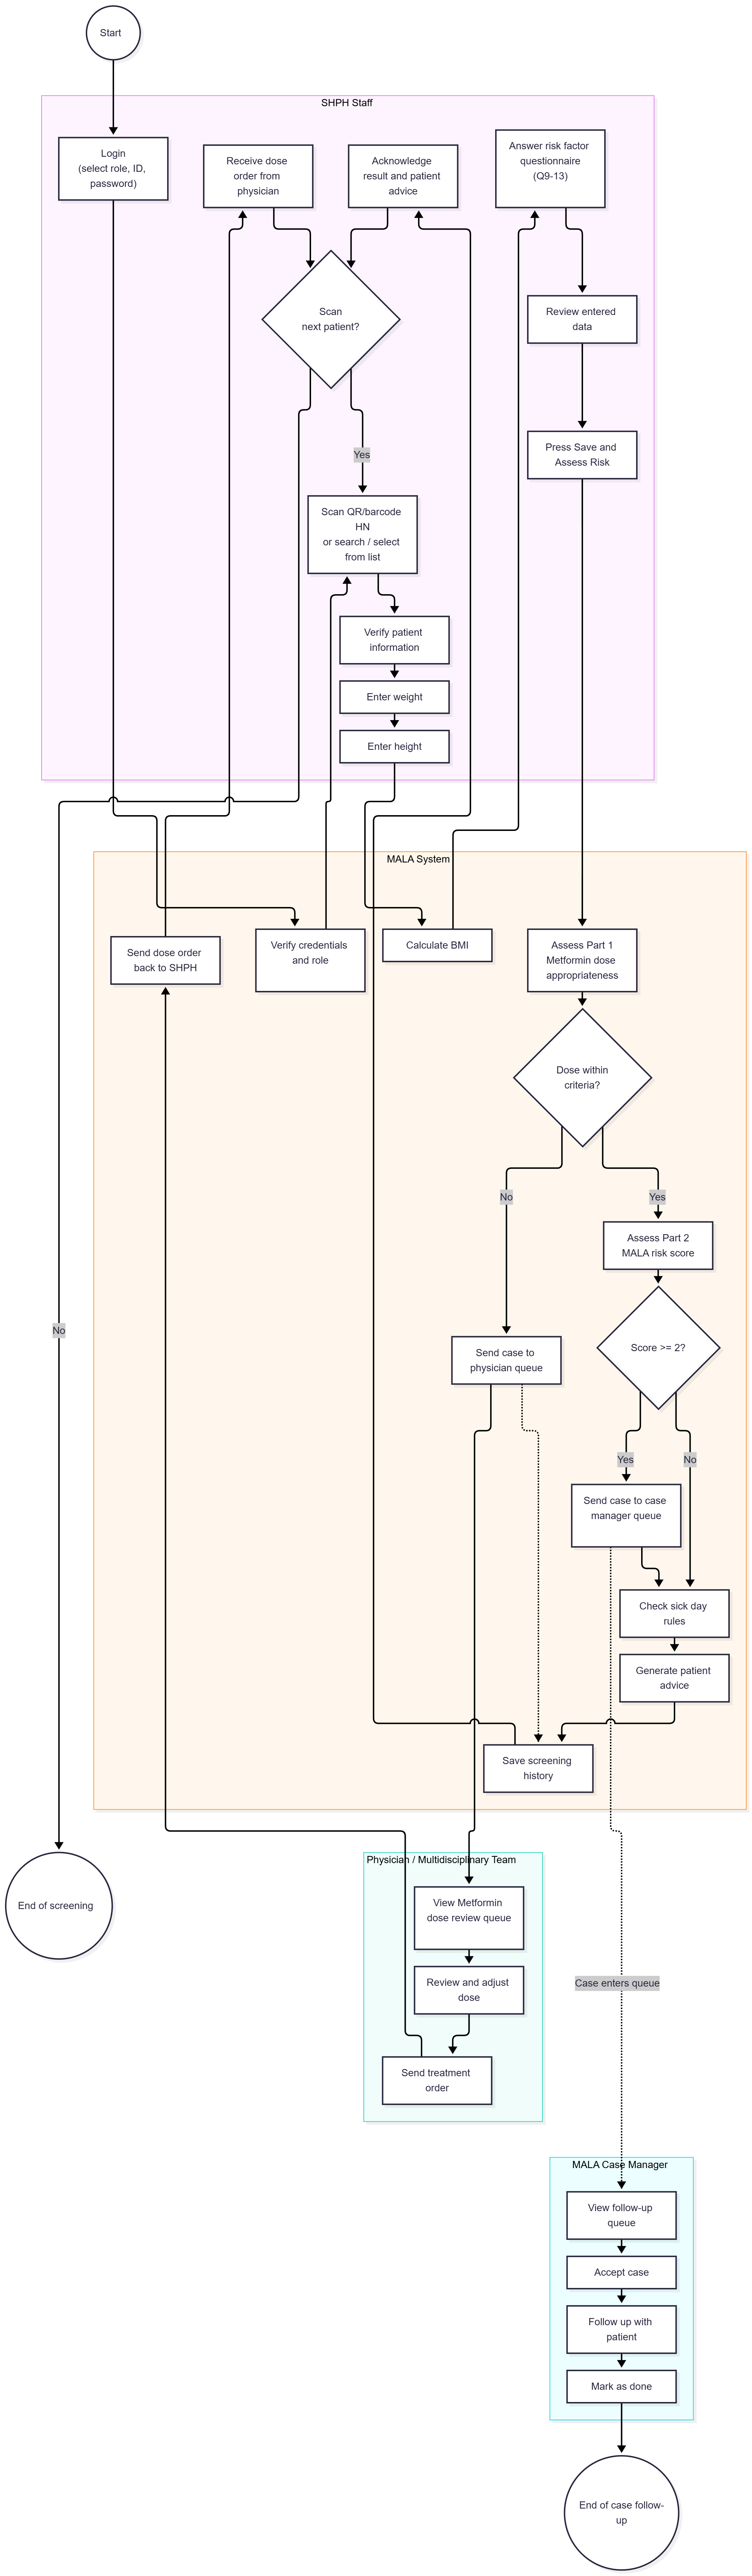 Start
SHPH Staff
Login
(select role, ID,
password)
Receive dose
order from
physician
Acknowledge
result and patient
advice
Answer risk factor
questionnaire
(Q9-13)
Scan
next patient?
Review entered
data
Yes
Press Save and
Assess Risk
Scan QR/barcode
HN
or search / select
from list
Verify patient
information
Enter weight
Enter height
MALA System
Send dose order
back to SHPH
Verify credentials
and role
Calculate BMI
Assess Part 1
Metformin dose
appropriateness
Dose within
criteria?
No
Yes
Assess Part 2
MALA risk score
No
Send case to
physician queue
Score >= 2?
Yes
No
Send case to case
manager queue
Check sick day
rules
Generate patient
advice
Save screening
history
Physician / Multidisciplinary Team
End of screening
View Metformin
dose review queue
Review and adjust
dose
Case enters queue
Send treatment
order
MALA Case Manager
View follow-up
queue
Accept case
Follow up with
patient
Mark as done
End of case follow-
up